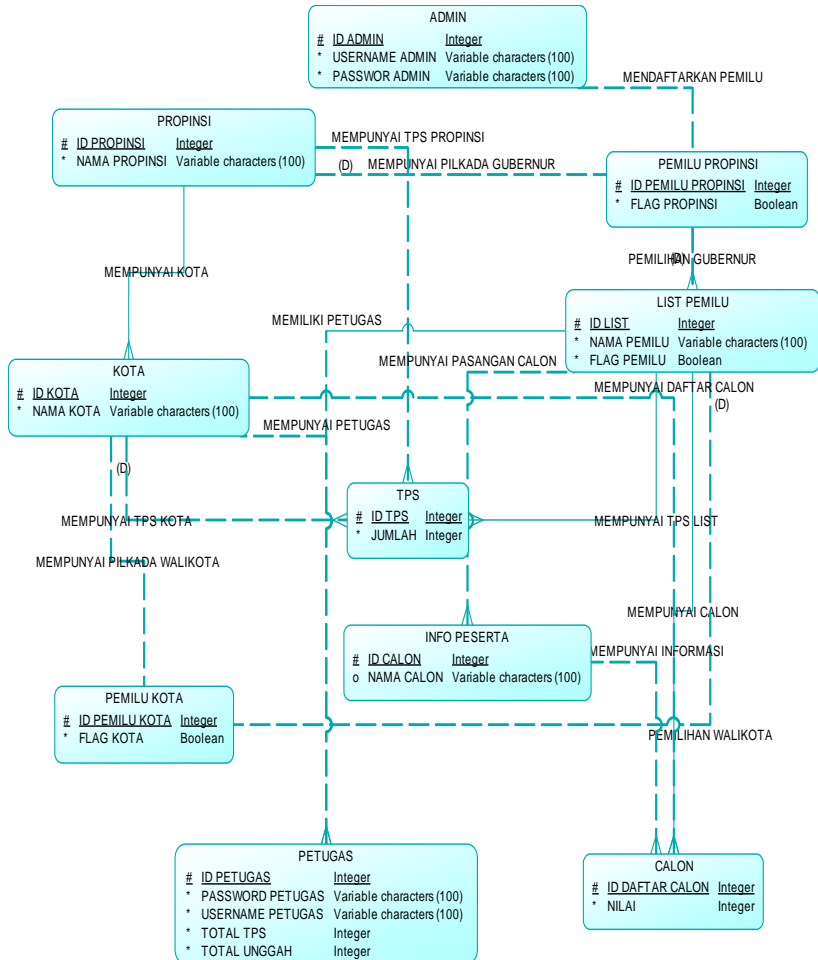 ADMIN
# ID ADMIN Integer
* USERNAME ADMIN Variable characters (100)
* PASSWOR ADMIN Variable characters (100)
MENDAFTARKAN PEMILU
PROPINSI
# ID PROPINSI Integer
* NAMA PROPINSI Variable characters (100)
MEMPUNYAI TPS PROPINSI
(D) MEMPUNYAI PILKADA GUBERNUR
PEMILU PROPINSI
# ID PEMILU PROPINSI Integer
* FLAG PROPINSI Boolean
MEMPUNYAI KOTA
PEMILIHAN GUBERNUR
(D)
LIST PEMILU
# ID LIST Integer
* NAMA PEMILU Variable characters (100)
* FLAG PEMILU Boolean
MEMILIKI PETUGAS
MEMPUNYAI PASANGAN CALON
KOTA
# ID KOTA Integer
* NAMA KOTA Variable characters (100)
MEMPUNYAI DAFTAR CALON
(D)
MEMPUNYAI PETUGAS
(D)
TPS
# ID TPS Integer
* JUMLAH Integer
MEMPUNYAI TPS KOTA
MEMPUNYAI TPS LIST
MEMPUNYAI PILKADA WALIKOTA
MEMPUNYAI CALON
INFO PESERTA
# ID CALON Integer
o NAMA CALON Variable characters (100)
MEMPUNYAI INFORMASI
PEMILU KOTA
# ID PEMILU KOTA Integer
* FLAG KOTA Boolean
PEMILIHAN WALIKOTA
PETUGAS
# ID PETUGAS Integer
* PASSWORD PETUGAS Variable characters (100)
* USERNAME PETUGAS Variable characters (100)
* TOTAL TPS Integer
* TOTAL UNGGAH Integer
CALON
# ID DAFTAR CALON Integer
* NILAI Integer